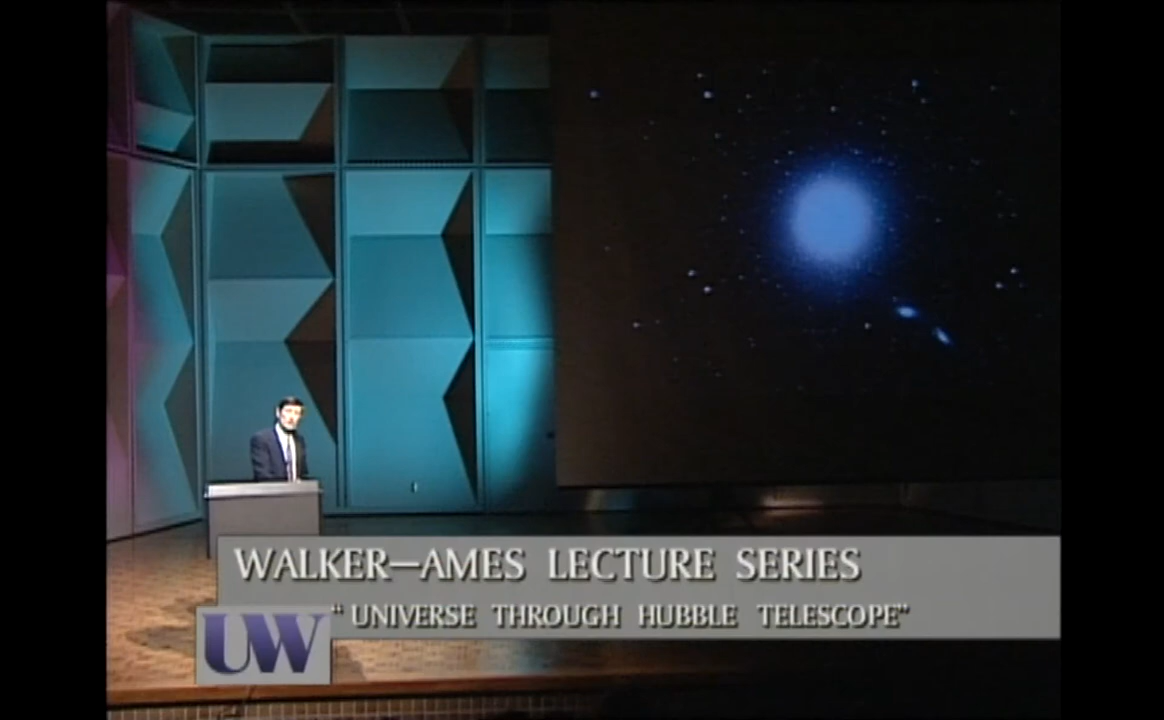 WALKER–AMES LECTURE SERIES
"UNIVERSE THROUGH HUBBLE TELESCOPE"
UW